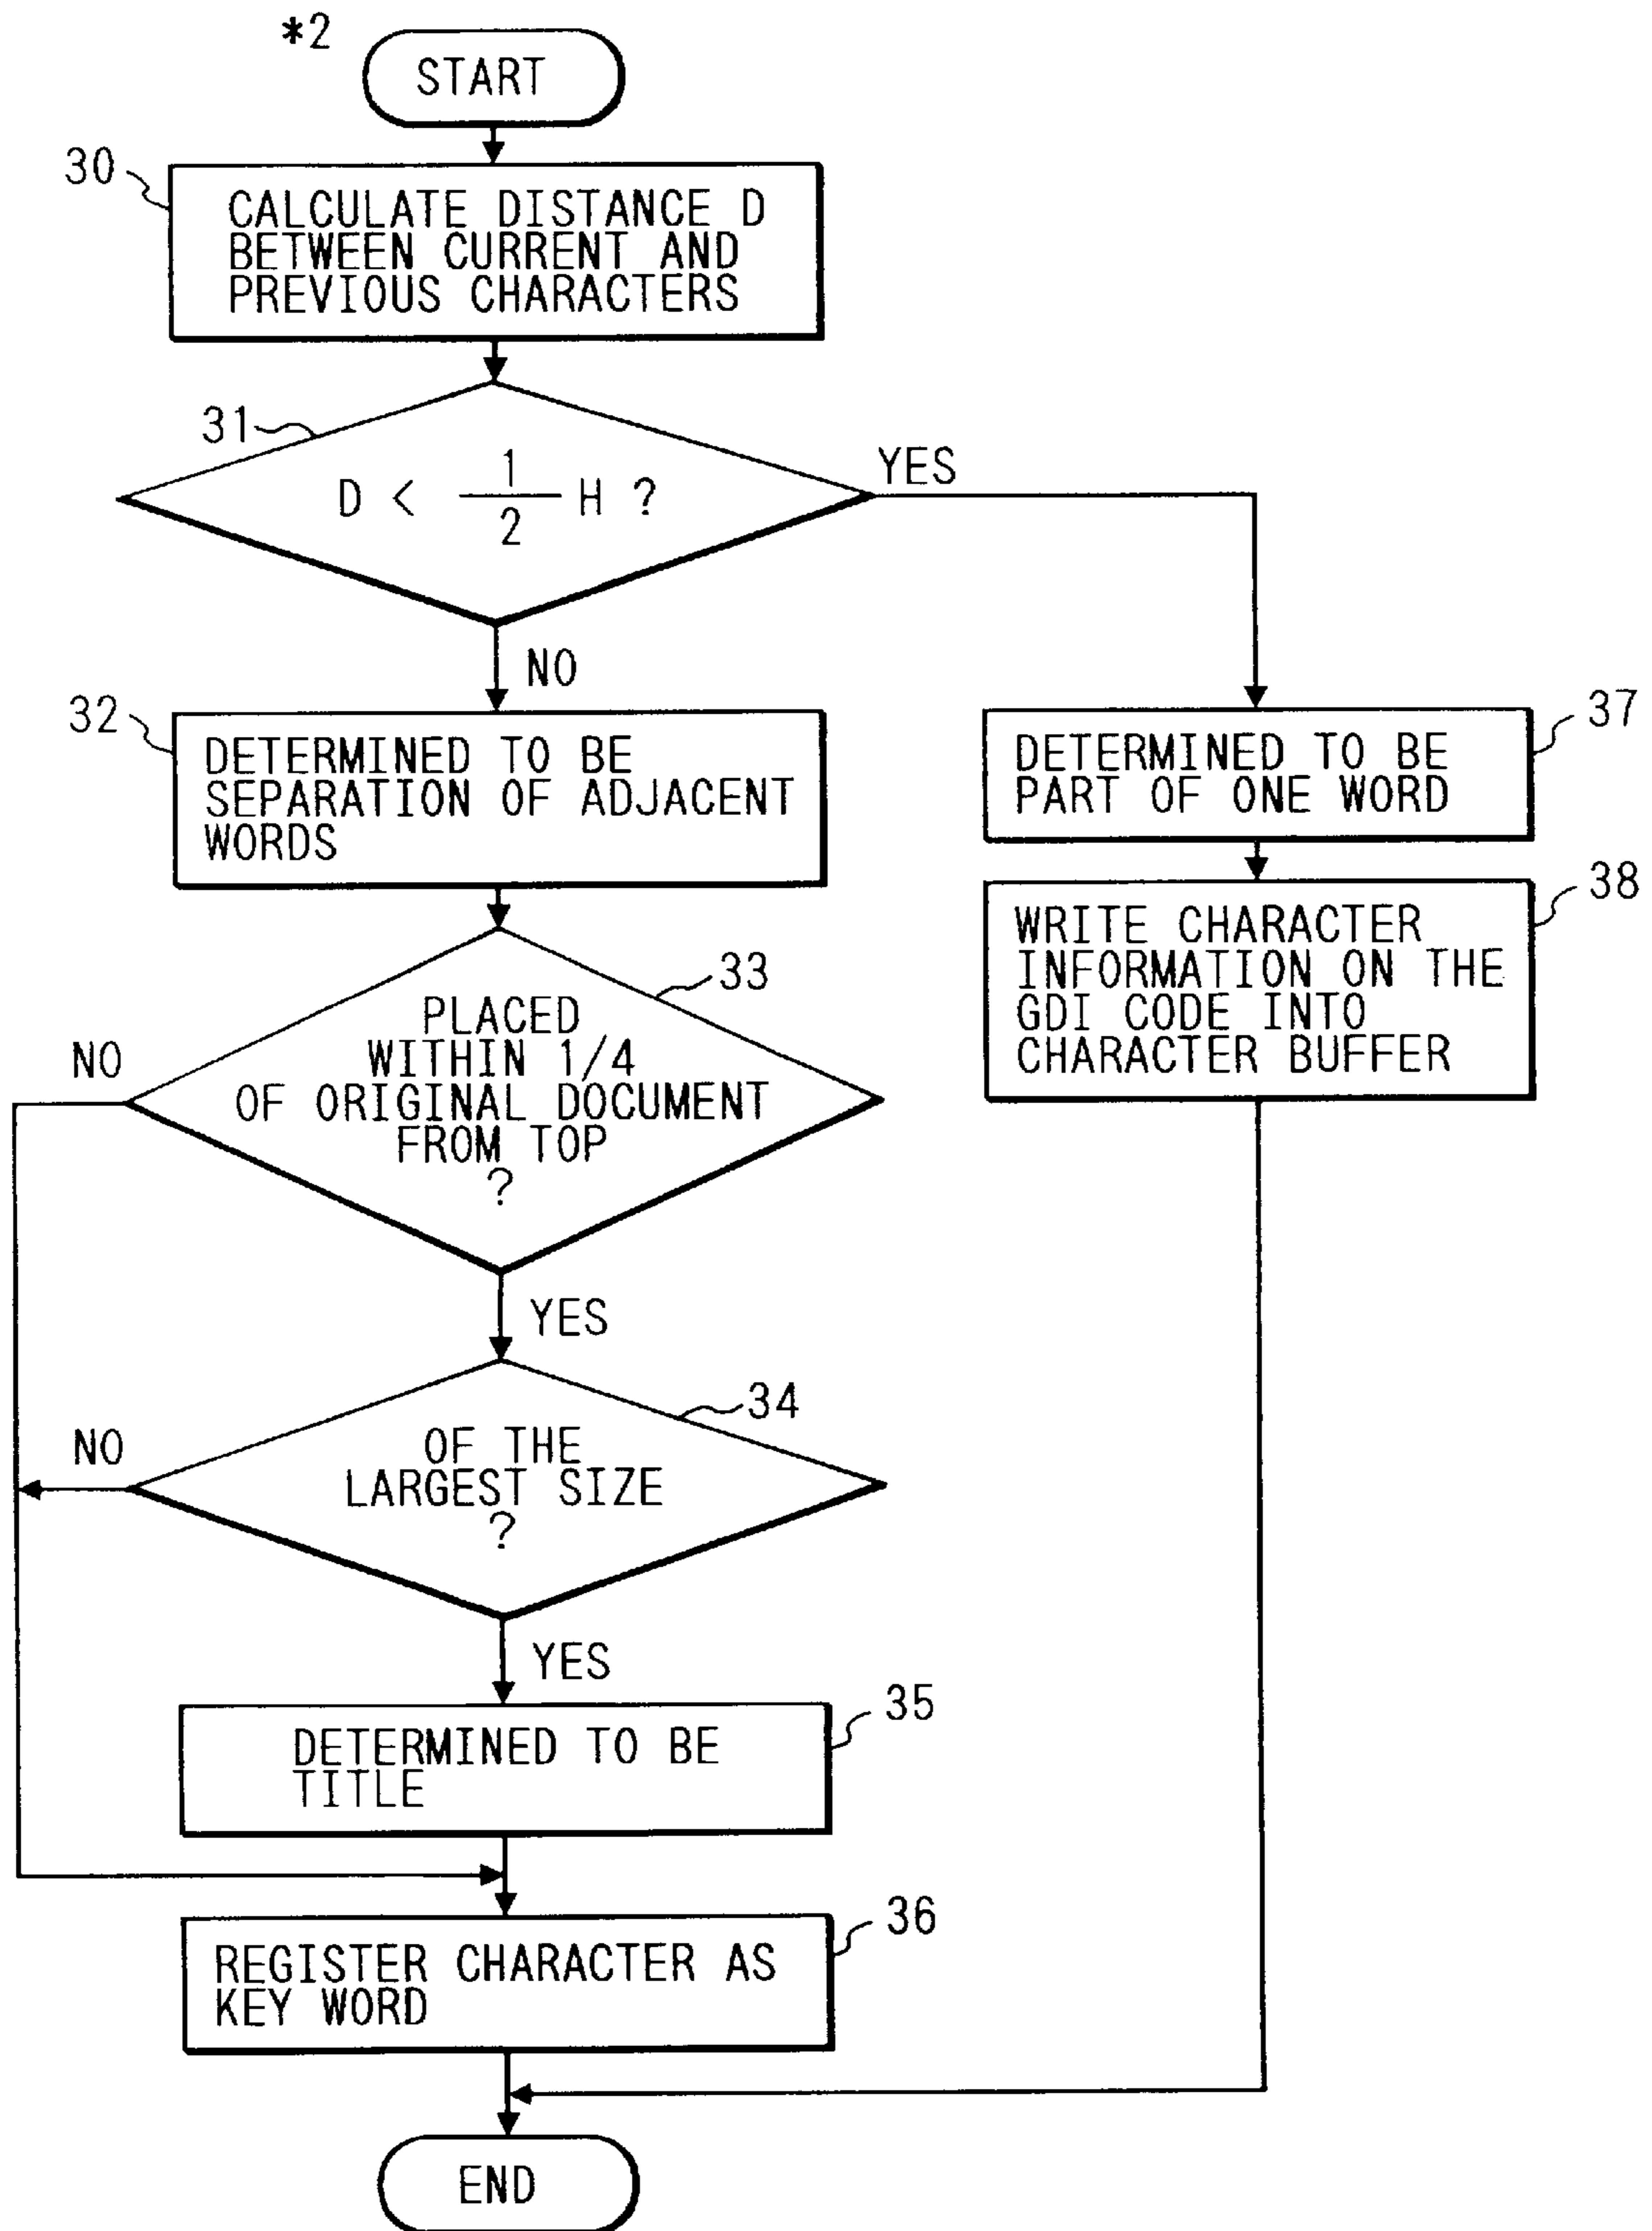 *2
START
30
CALCULATE DISTANCE D
BETWEEN CURRENT AND
PREVIOUS CHARACTERS
31
D < 1/2 H ?
YES
NO
32
DETERMINED TO BE
SEPARATION OF ADJACENT
WORDS
37
DETERMINED TO BE
PART OF ONE WORD
38
WRITE CHARACTER
INFORMATION ON THE
GDI CODE INTO
CHARACTER BUFFER
33
PLACED
WITHIN 1/4
OF ORIGINAL DOCUMENT
FROM TOP
?
NO
YES
34
OF THE
LARGEST SIZE
?
NO
YES
35
DETERMINED TO BE
TITLE
36
REGISTER CHARACTER AS
KEY WORD
END